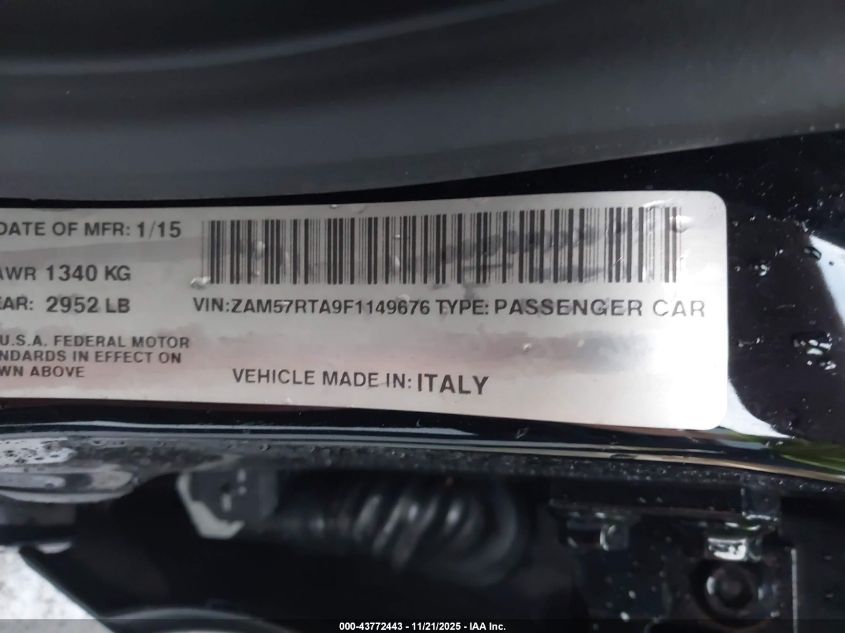 DATE OF MFR: 1/15
AWR 1340 KG
EAR: 2952 LB
VIN:ZAM57RTA9F1149676 TYPE: PASSENGER CAR
U.S.A. FEDERAL MOTOR
NDARDS IN EFFECT ON
WN ABOVE
VEHICLE MADE IN: ITALY
000-43772443 - 11/21/2025 - IAA Inc.